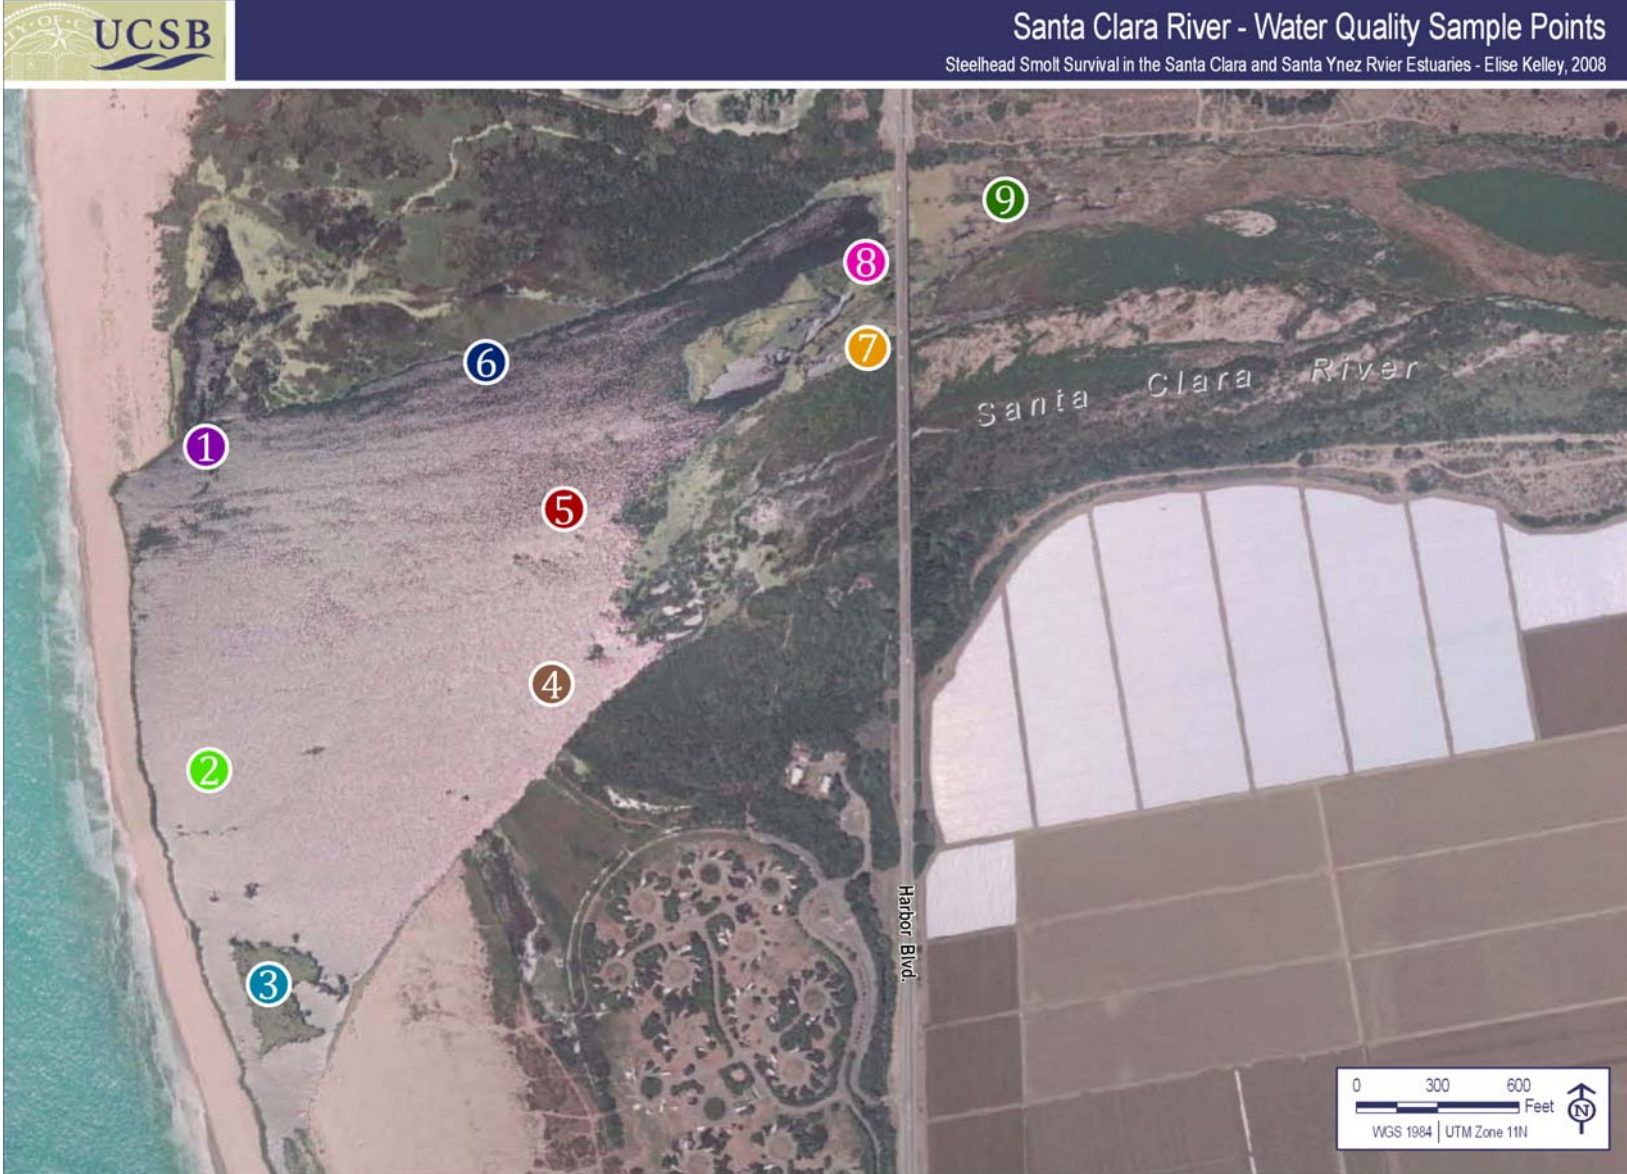 UCSB
Santa Clara River - Water Quality Sample Points
Steelhead Smolt Survival in the Santa Clara and Santa Ynez Rvier Estuaries - Elise Kelley, 2008
9
8
7
6
Santa Clara River
1
5
4
2
Harbor Blvd.
3
0 300 600
Feet
N
WGS 1984 | UTM Zone 11N